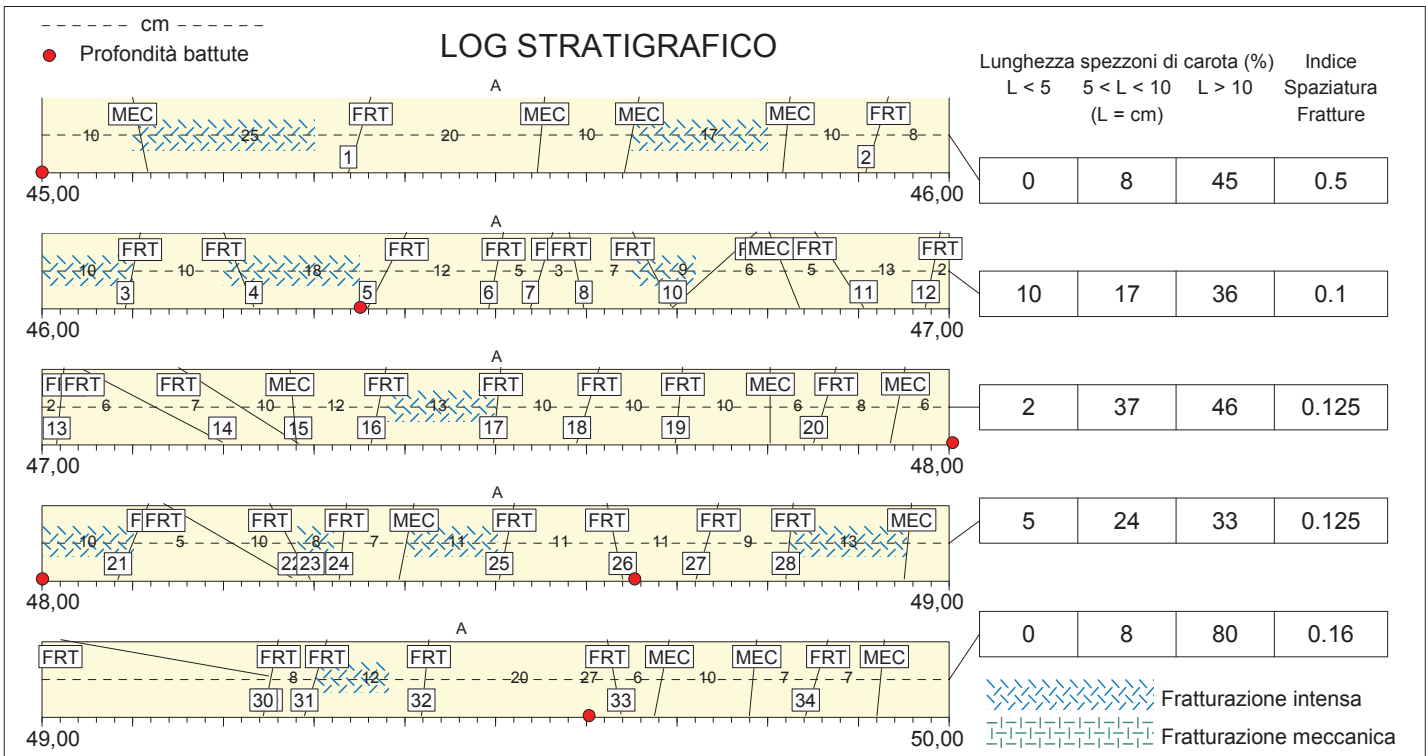 cm
Profondità battute
LOG STRATIGRAFICO
Lunghezza spezzoni di carota (%)
L < 5 5 < L < 10 L > 10
(L = cm)
Indice
Spaziatura
Fratture
A
MEC FRT MEC MEC MEC FRT
10 25 20 10 17 10 8
1 2
45,00 46,00
0 8 45 0.5
A
FRT FRT FRT FRT FRT FRT MEC FRT FRT
10 10 18 12 5 3 7 9 6 5 13 2
3 4 5 6 7 8 10 11 12
46,00 47,00
10 17 36 0.1
A
FRT FRT MEC FRT FRT FRT FRT MEC FRT MEC
2 6 7 10 12 13 10 10 10 6 8 6
13 14 15 16 17 18 19 20
47,00 48,00
2 37 46 0.125
A
FRT FRT FRT MEC FRT FRT FRT FRT MEC
10 5 10 8 7 11 11 11 9 13
21 22 23 24 25 26 27 28
48,00 49,00
5 24 33 0.125
A
FRT FRT FRT FRT FRT MEC MEC FRT MEC
8 12 20 27 6 10 7 7
30 31 32 33 34
49,00 50,00
0 8 80 0.16
Fratturazione intensa
Fratturazione meccanica